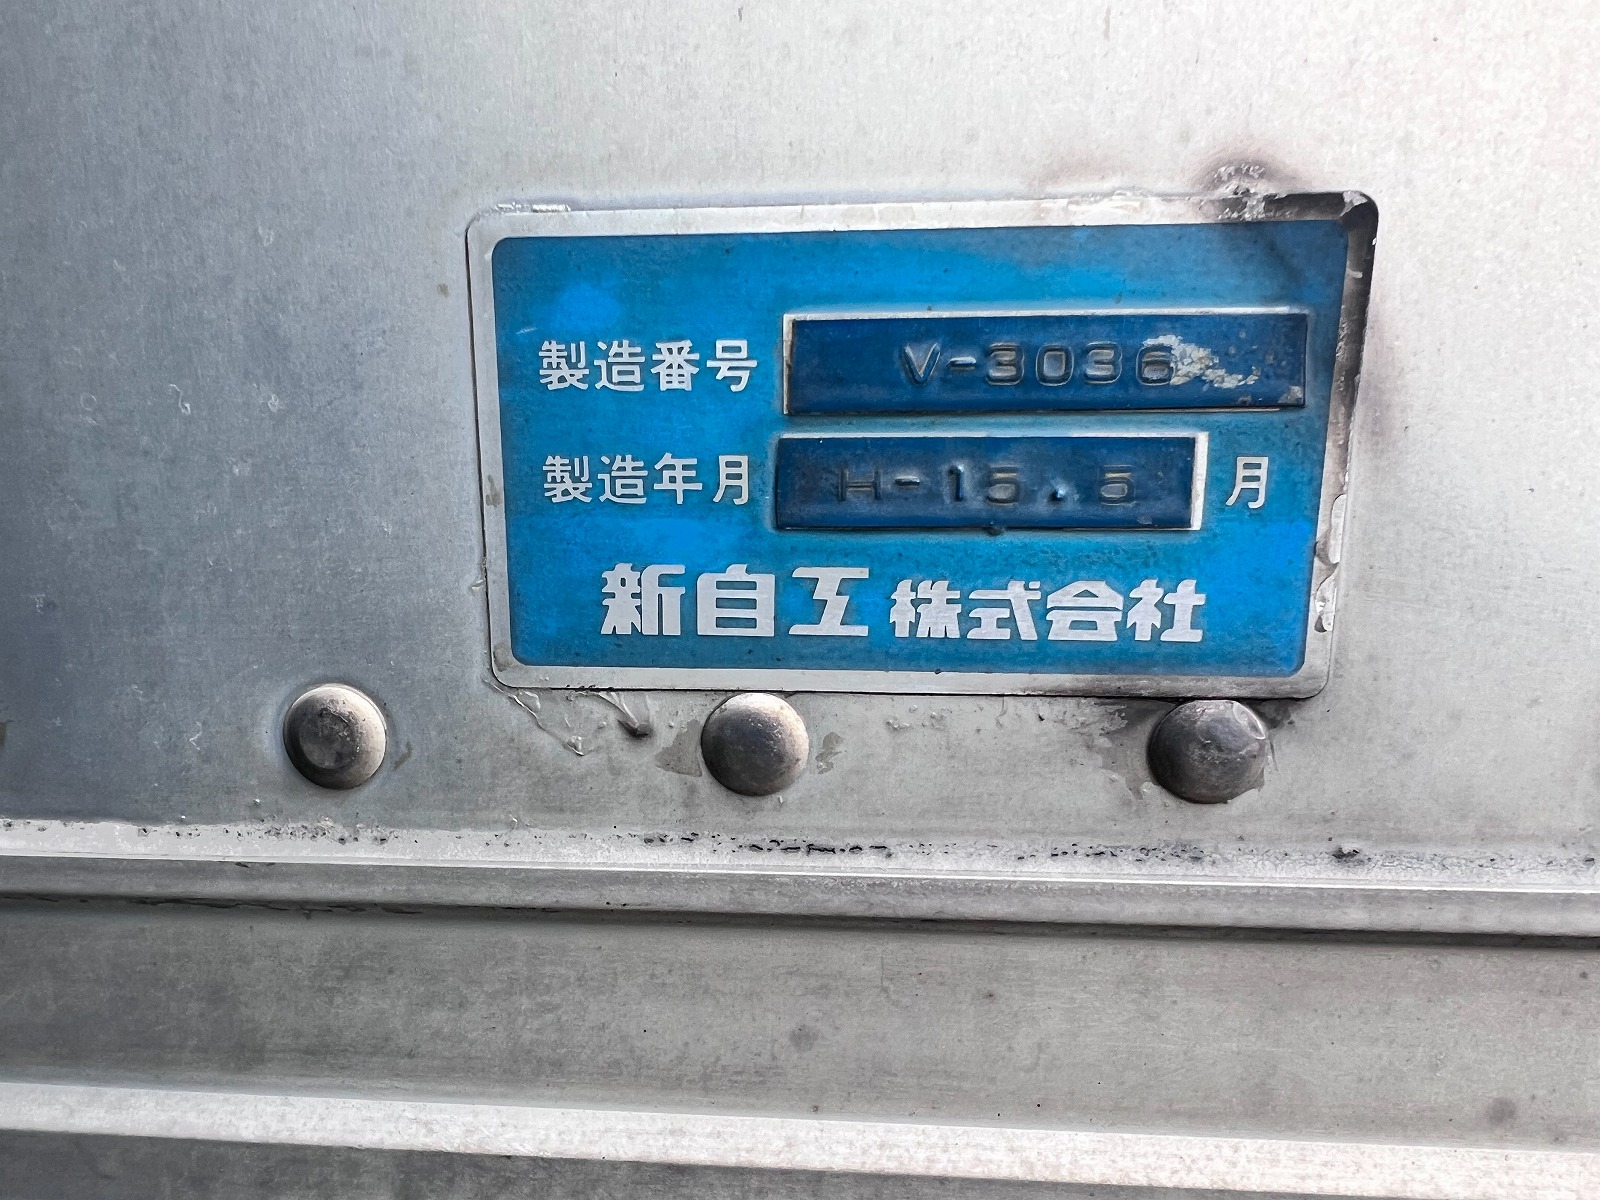 製造番号 V-3036
製造年月 H-15.5 月
新自工株式会社